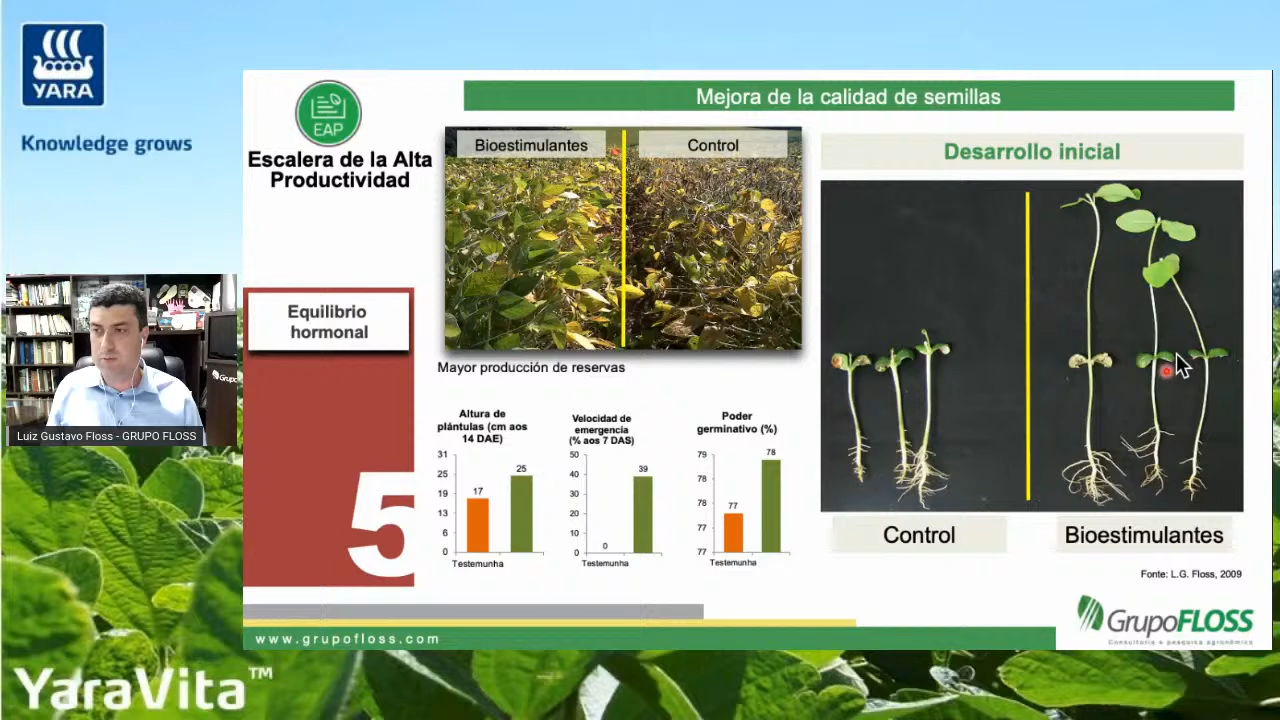 YARA
Knowledge grows
EAP
Escalera de la Alta
Productividad
Equilibrio
hormonal
5
Mejora de la calidad de semillas
Bioestimulantes
Control
Mayor producción de reservas
Desarrollo inicial
Altura de
plántulas (cm aos
14 DAE)
31
25
19
13
6
0
17
25
Testemunha
Velocidad de
emergencia
(% aos 7 DAS)
50
40
30
20
10
0
0
39
Testemunha
Poder
germinativo (%)
79
78
78
77
77
77
78
Testemunha
Control
Bioestimulantes
Fonte: L.G. Floss, 2009
Grupo
Luiz Gustavo Floss - GRUPO FLOSS
www.grupofloss.com
GrupoFLOSS
Consultoria e pesquisa agronômica
YaraVita™